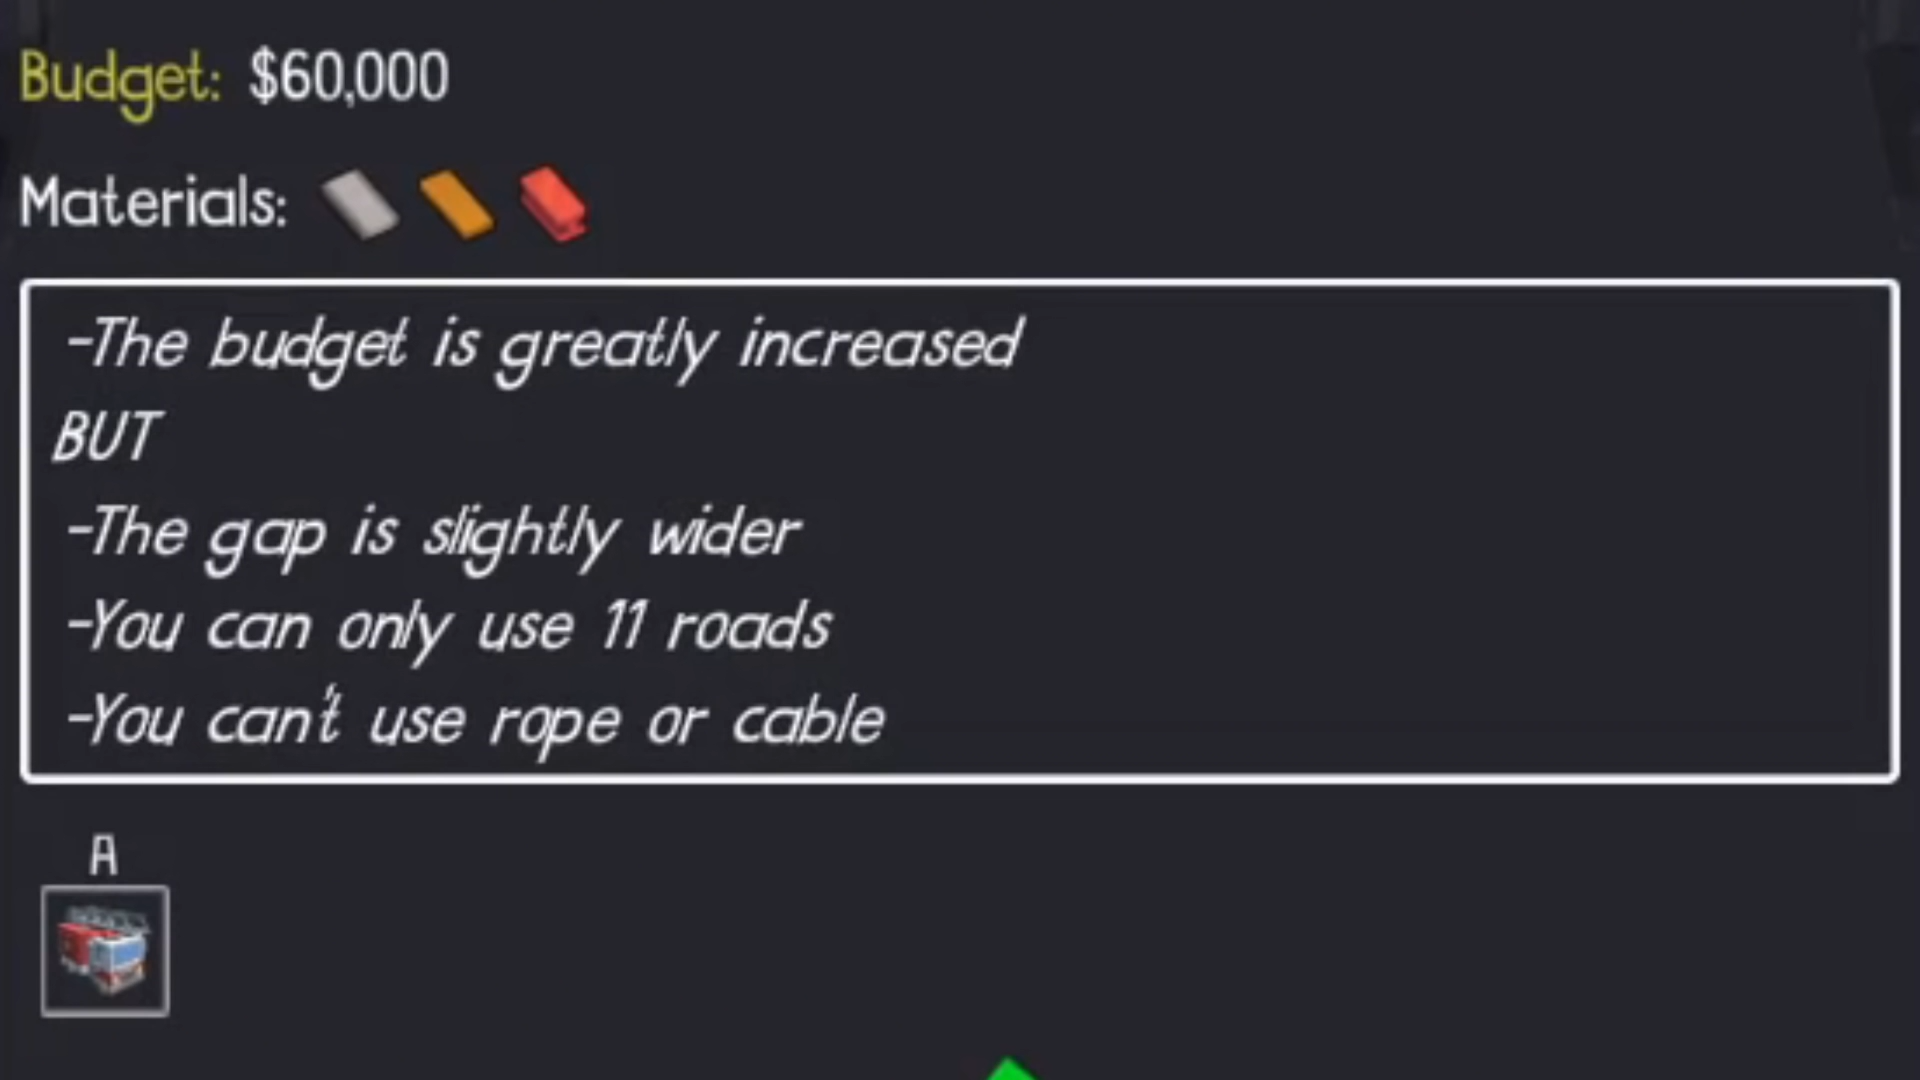 Budget: $60,000
Materials:
-The budget is greatly increased
BUT
-The gap is slightly wider
-You can only use 11 roads
-You can't use rope or cable
A